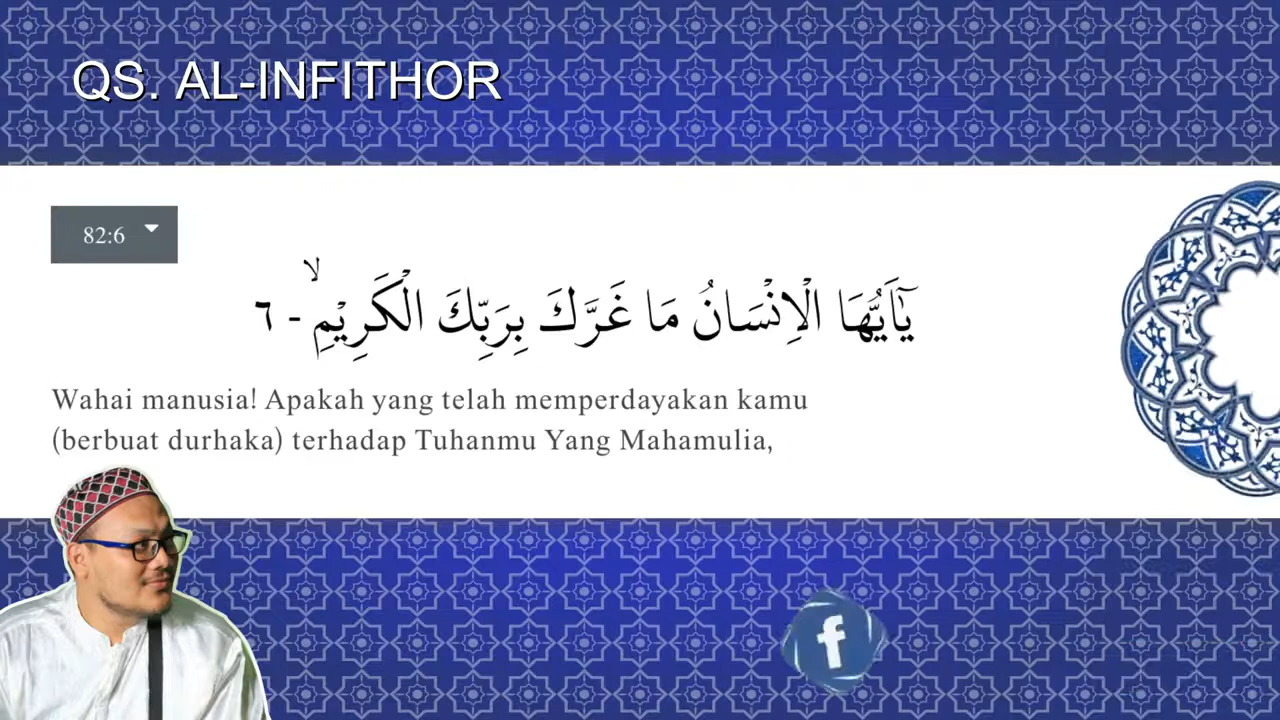 QS. AL-INFITHOR
82:6
يٰٓاَيُّهَا الْاِنْسَانُ مَا غَرَّكَ بِرَبِّكَ الْكَرِيْمِۙ - ٦
Wahai manusia! Apakah yang telah memperdayakan kamu
(berbuat durhaka) terhadap Tuhanmu Yang Mahamulia,
f